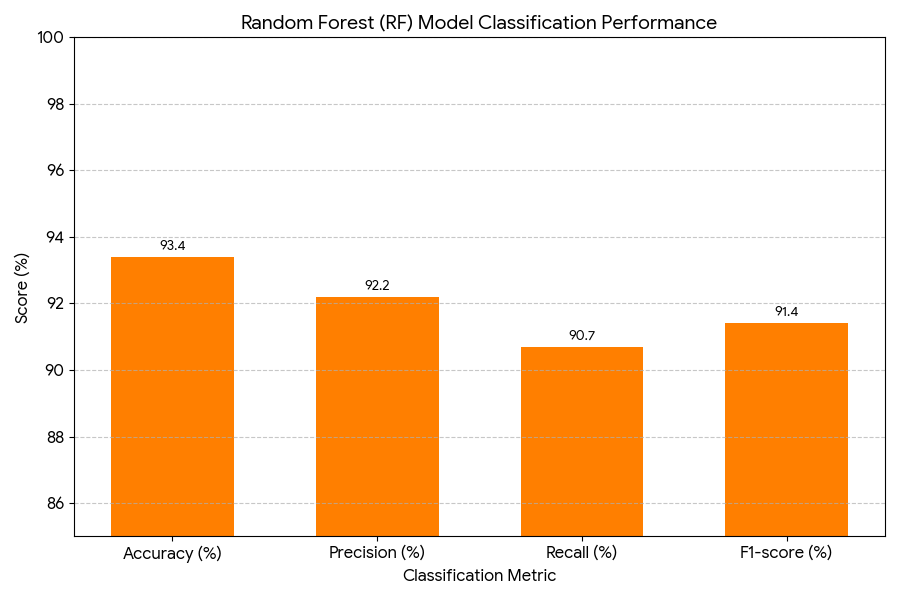 Random Forest (RF) Model Classification Performance
100
98
96
94
92
90
88
86
Score (%)
93.4
92.2
90.7
91.4
Accuracy (%)
Precision (%)
Recall (%)
F1-score (%)
Classification Metric